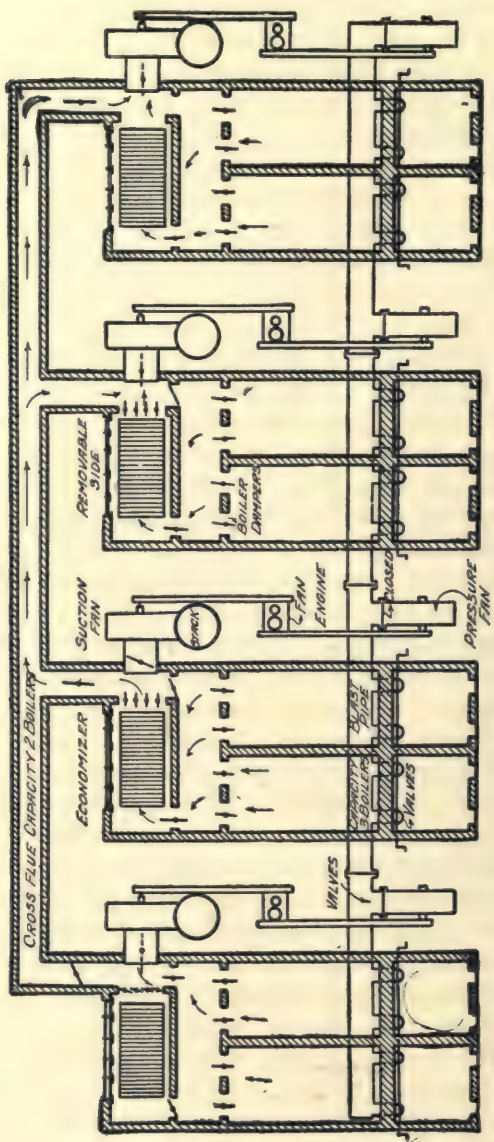 CROSS FLUE CAPACITY 2 BOILERS
REMOVABLE
SIDE
BOILER
DAMPERS
ECONOMIZER
SUCTION
FAN
STACK
FAN
ENGINE
CLOSED
PRESSURE
FAN
CAPACITY
3 BOILERS
BLAST
PIPE
4 VALVES
VALVES